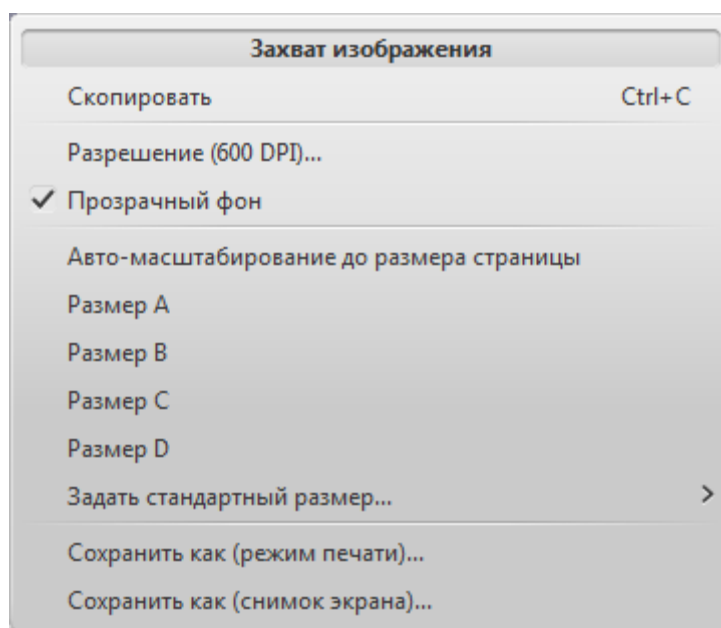 Захват изображения
Скопировать Ctrl+C
Разрешение (600 DPI)...
Прозрачный фон
Авто-масштабирование до размера страницы
Размер A
Размер B
Размер C
Размер D
Задать стандартный размер...
Сохранить как (режим печати)...
Сохранить как (снимок экрана)...